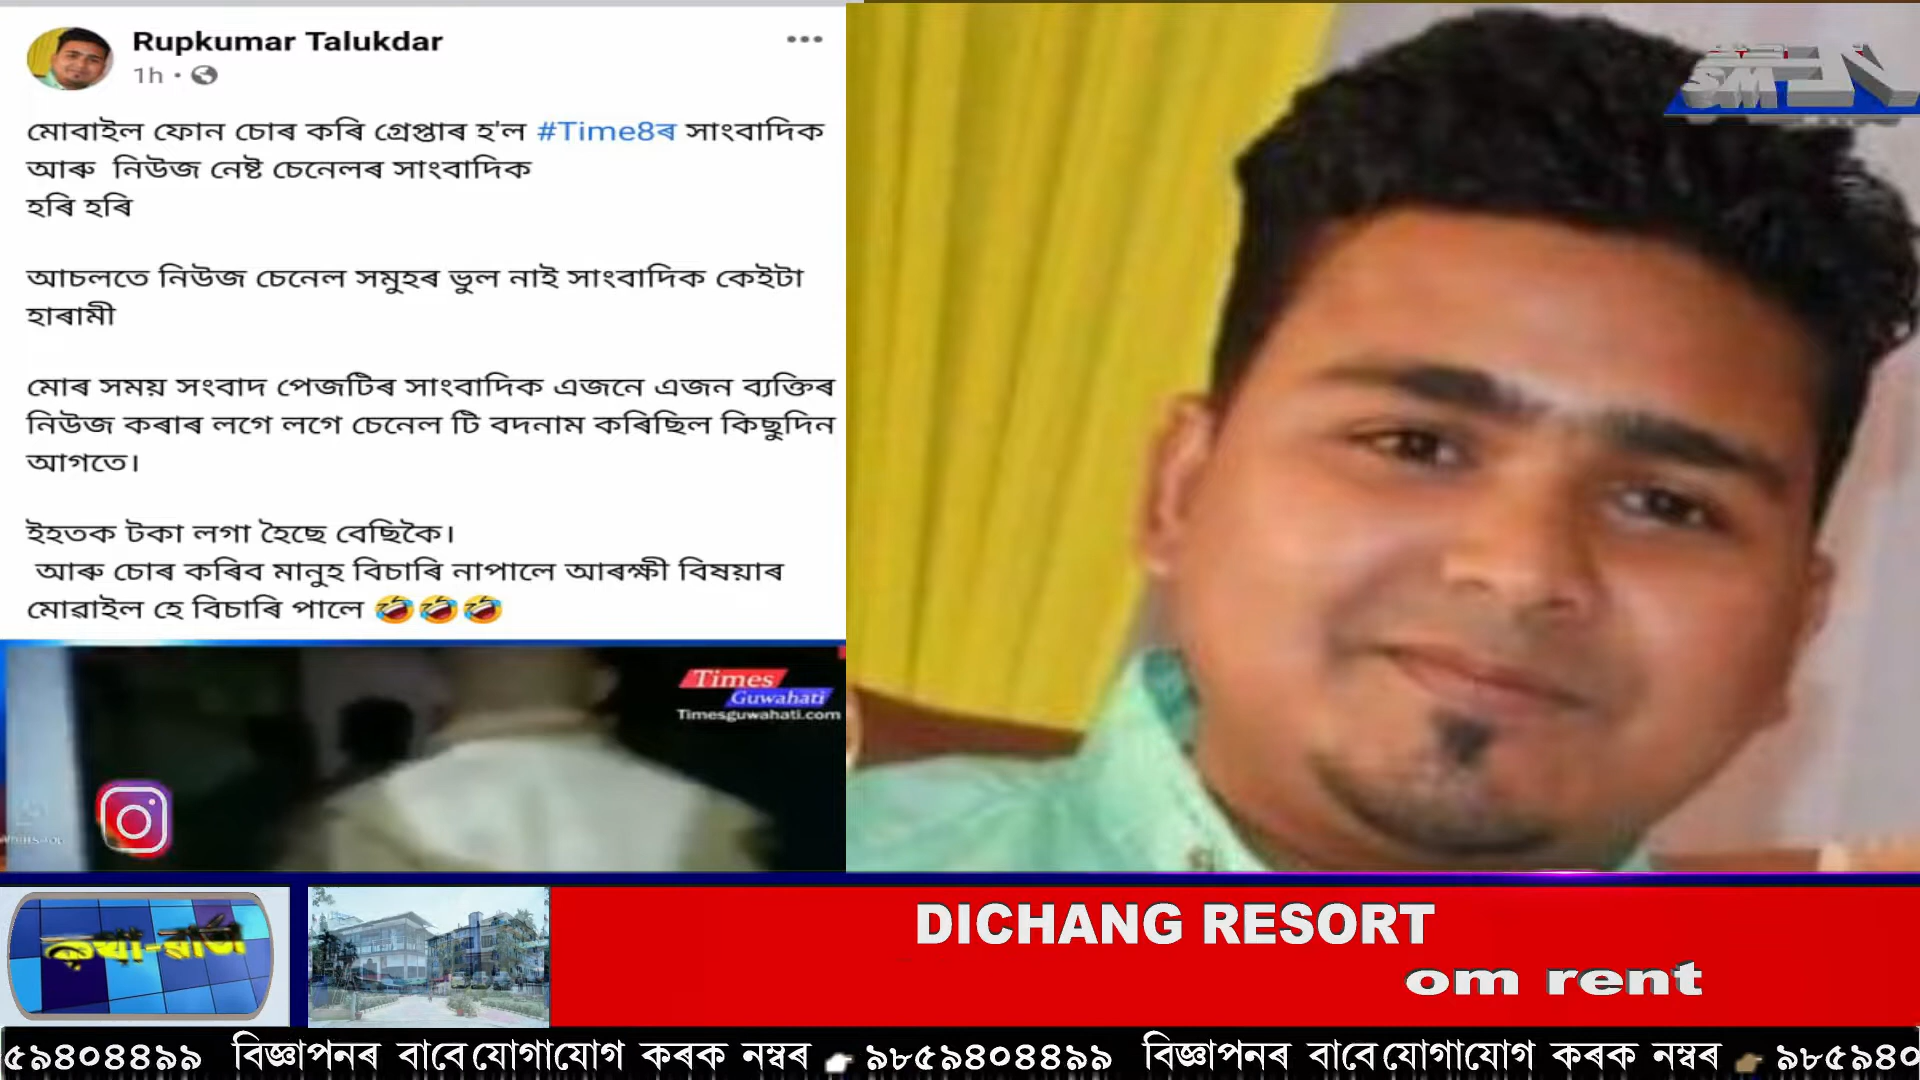 Rupkumar Talukdar
1h
মোবাইল ফোন চোৰ কৰি গ্ৰেপ্তাৰ হ'ল #Time8ৰ সাংবাদিক
আৰু নিউজ নেষ্ট চেনেলৰ সাংবাদিক
হৰি হৰি
আচলতে নিউজ চেনেল সমুহৰ ভুল নাই সাংবাদিক কেইটা
হাৰামী
মোৰ সময় সংবাদ পেজটিৰ সাংবাদিক এজনে এজন ব্যক্তিৰ
নিউজ কৰাৰ লগে লগে চেনেল টি বদনাম কৰিছিল কিছুদিন
আগতে।
ইহতক টকা লগা হৈছে বেছিকৈ।
আৰু চোৰ কৰিব মানুহ বিচাৰি নাপালে আৰক্ষী বিষয়াৰ
মোৱাইল হে বিচাৰি পালে 🤣🤣🤣
Times
Guwahati
Timesguwahati.com
SM
কথা-বাৰ্তা
DICHANG RESORT
om rent
৫৯৪০৪৪৯৯ বিজ্ঞাপনৰ বাবে যোগাযোগ কৰক নম্বৰ ৯৮৫৯৪০৪৪৯৯ বিজ্ঞাপনৰ বাবে যোগাযোগ কৰক নম্বৰ ৯৮৫৯৪০